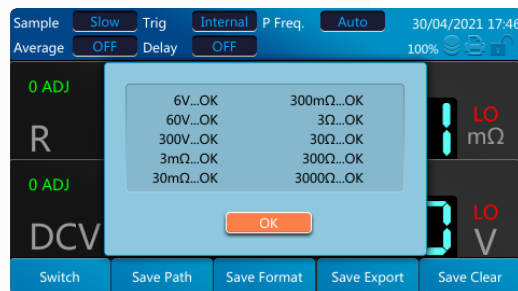 Sample Slow Trig Internal P Freq. Auto 30/04/2021 17:46
Average OFF Delay OFF 100%
0 ADJ
6V...OK 300mΩ...OK
60V...OK 3Ω...OK
300V...OK 30Ω...OK
3mΩ...OK 300Ω...OK
30mΩ...OK 3000Ω...OK
R
LO
mΩ
0 ADJ
OK
DCV
LO
V
Switch Save Path Save Format Save Export Save Clear